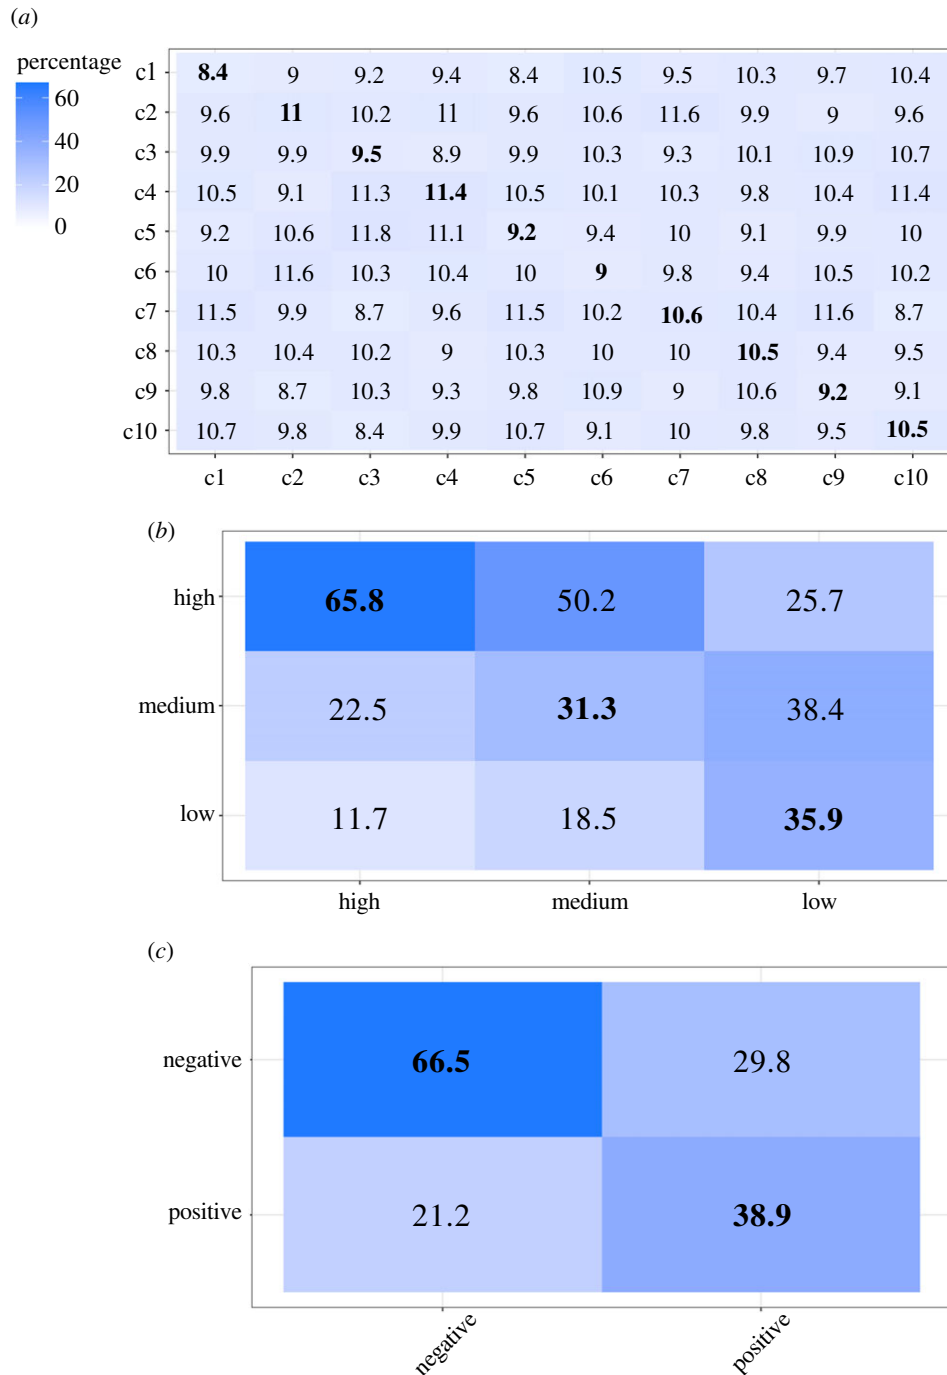 (a)
percentage
60
40
20
0
c1 8.4 9 9.2 9.4 8.4 10.5 9.5 10.3 9.7 10.4
c2 9.6 11 10.2 11 9.6 10.6 11.6 9.9 9 9.6
c3 9.9 9.9 9.5 8.9 9.9 10.3 9.3 10.1 10.9 10.7
c4 10.5 9.1 11.3 11.4 10.5 10.1 10.3 9.8 10.4 11.4
c5 9.2 10.6 11.8 11.1 9.2 9.4 10 9.1 9.9 10
c6 10 11.6 10.3 10.4 10 9 9.8 9.4 10.5 10.2
c7 11.5 9.9 8.7 9.6 11.5 10.2 10.6 10.4 11.6 8.7
c8 10.3 10.4 10.2 9 10.3 10 10 10.5 9.4 9.5
c9 9.8 8.7 10.3 9.3 9.8 10.9 9 10.6 9.2 9.1
c10 10.7 9.8 8.4 9.9 10.7 9.1 10 9.8 9.5 10.5
c1 c2 c3 c4 c5 c6 c7 c8 c9 c10
(b)
high 65.8 50.2 25.7
medium 22.5 31.3 38.4
low 11.7 18.5 35.9
high medium low
(c)
negative 66.5 29.8
positive 21.2 38.9
negative positive